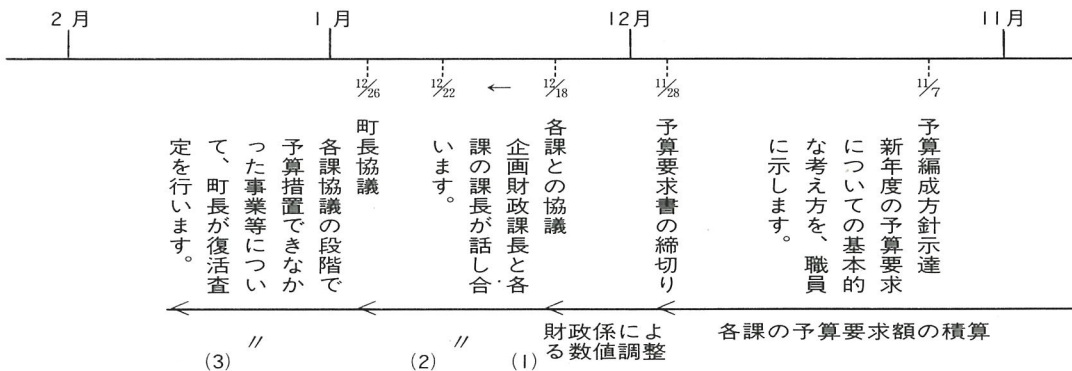 11月
12月
1月
2月
11/7
予算編成方針示達
新年度の予算要求
についての基本的
な考え方を、職員
に示します。
11/28
予算要求書の締切り
12/18
←
12/22
各課との協議
企画財政課長と各
課の課長が話し合
います。
12/26
町長協議
各課協議の段階で
予算措置できなか
った事業等につい
て、町長が復活査
定を行います。
各課の予算要求額の積算
財政係によ
る数値調整
(1)
〃
(2)
〃
(3)